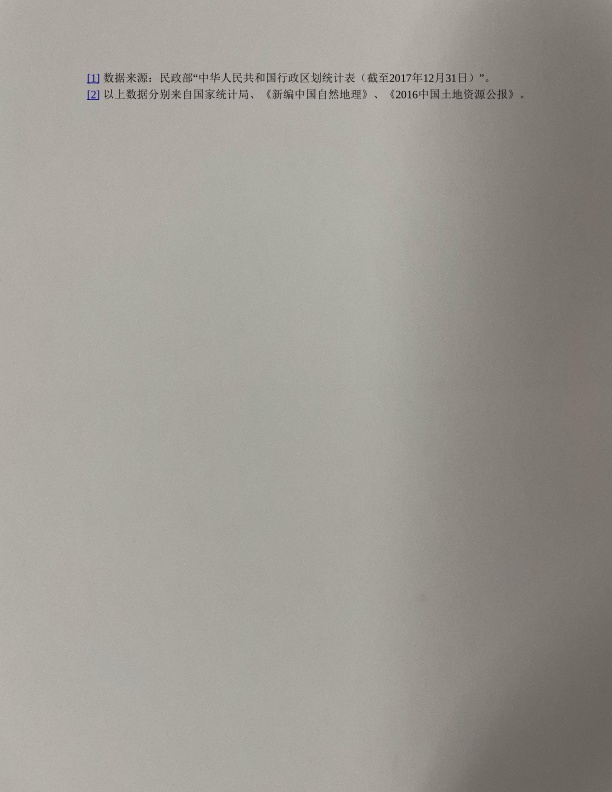 [1] 数据来源：民政部“中华人民共和国行政区划统计表（截至2017年12月31日）”。
[2] 以上数据分别来自国家统计局、《新编中国自然地理》、《2016中国土地资源公报》。